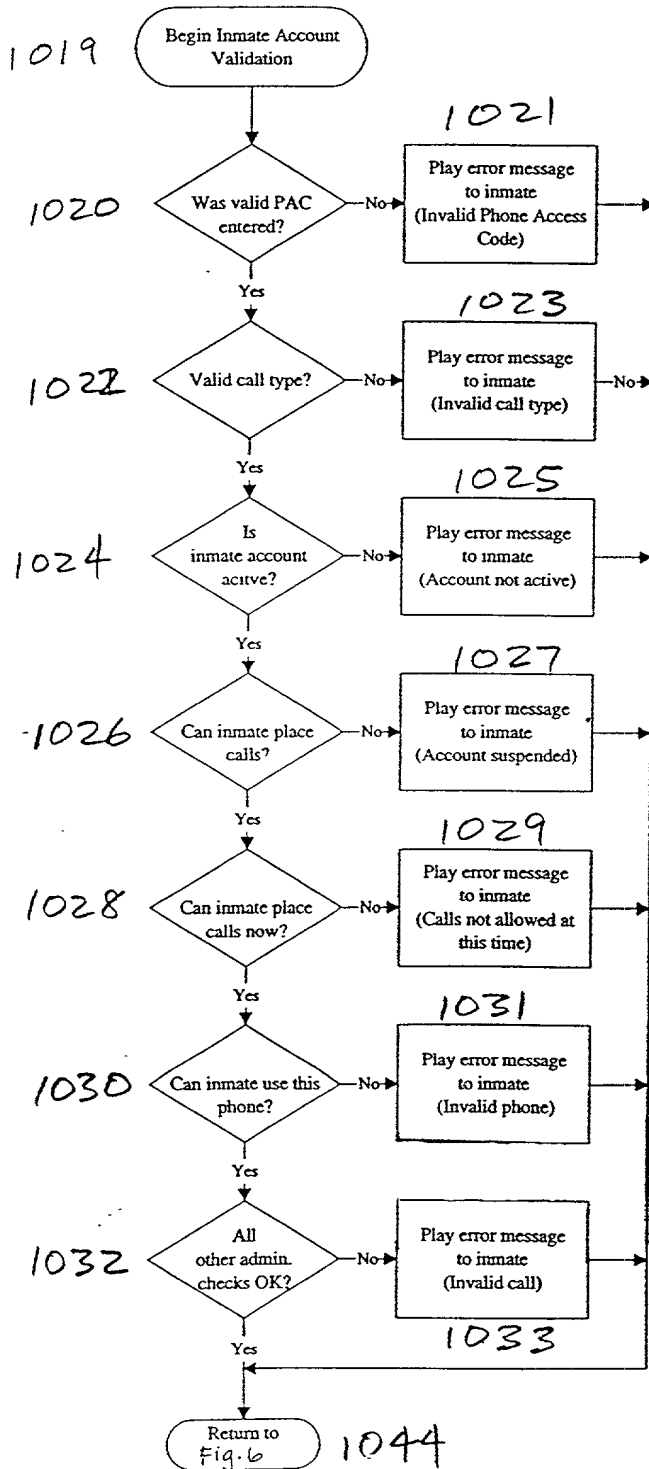 1019
Begin Inmate Account
Validation
1021
1020
Was valid PAC
entered?
No
Play error message
to inmate
(Invalid Phone Access
Code)
Yes
1023
1022
Valid call type?
No
Play error message
to inmate
(Invalid call type)
No
Yes
1025
1024
Is
inmate account
acitve?
No
Play error message
to inmate
(Account not active)
Yes
1027
1026
Can inmate place
calls?
No
Play error message
to inmate
(Account suspended)
Yes
1029
1028
Can inmate place
calls now?
No
Play error message
to inmate
(Calls not allowed at
this time)
Yes
1031
1030
Can inmate use this
phone?
No
Play error message
to inmate
(Invalid phone)
Yes
1032
All
other admin.
checks OK?
No
Play error message
to inmate
(Invalid call)
1033
Yes
Return to
Fig. 6
1044